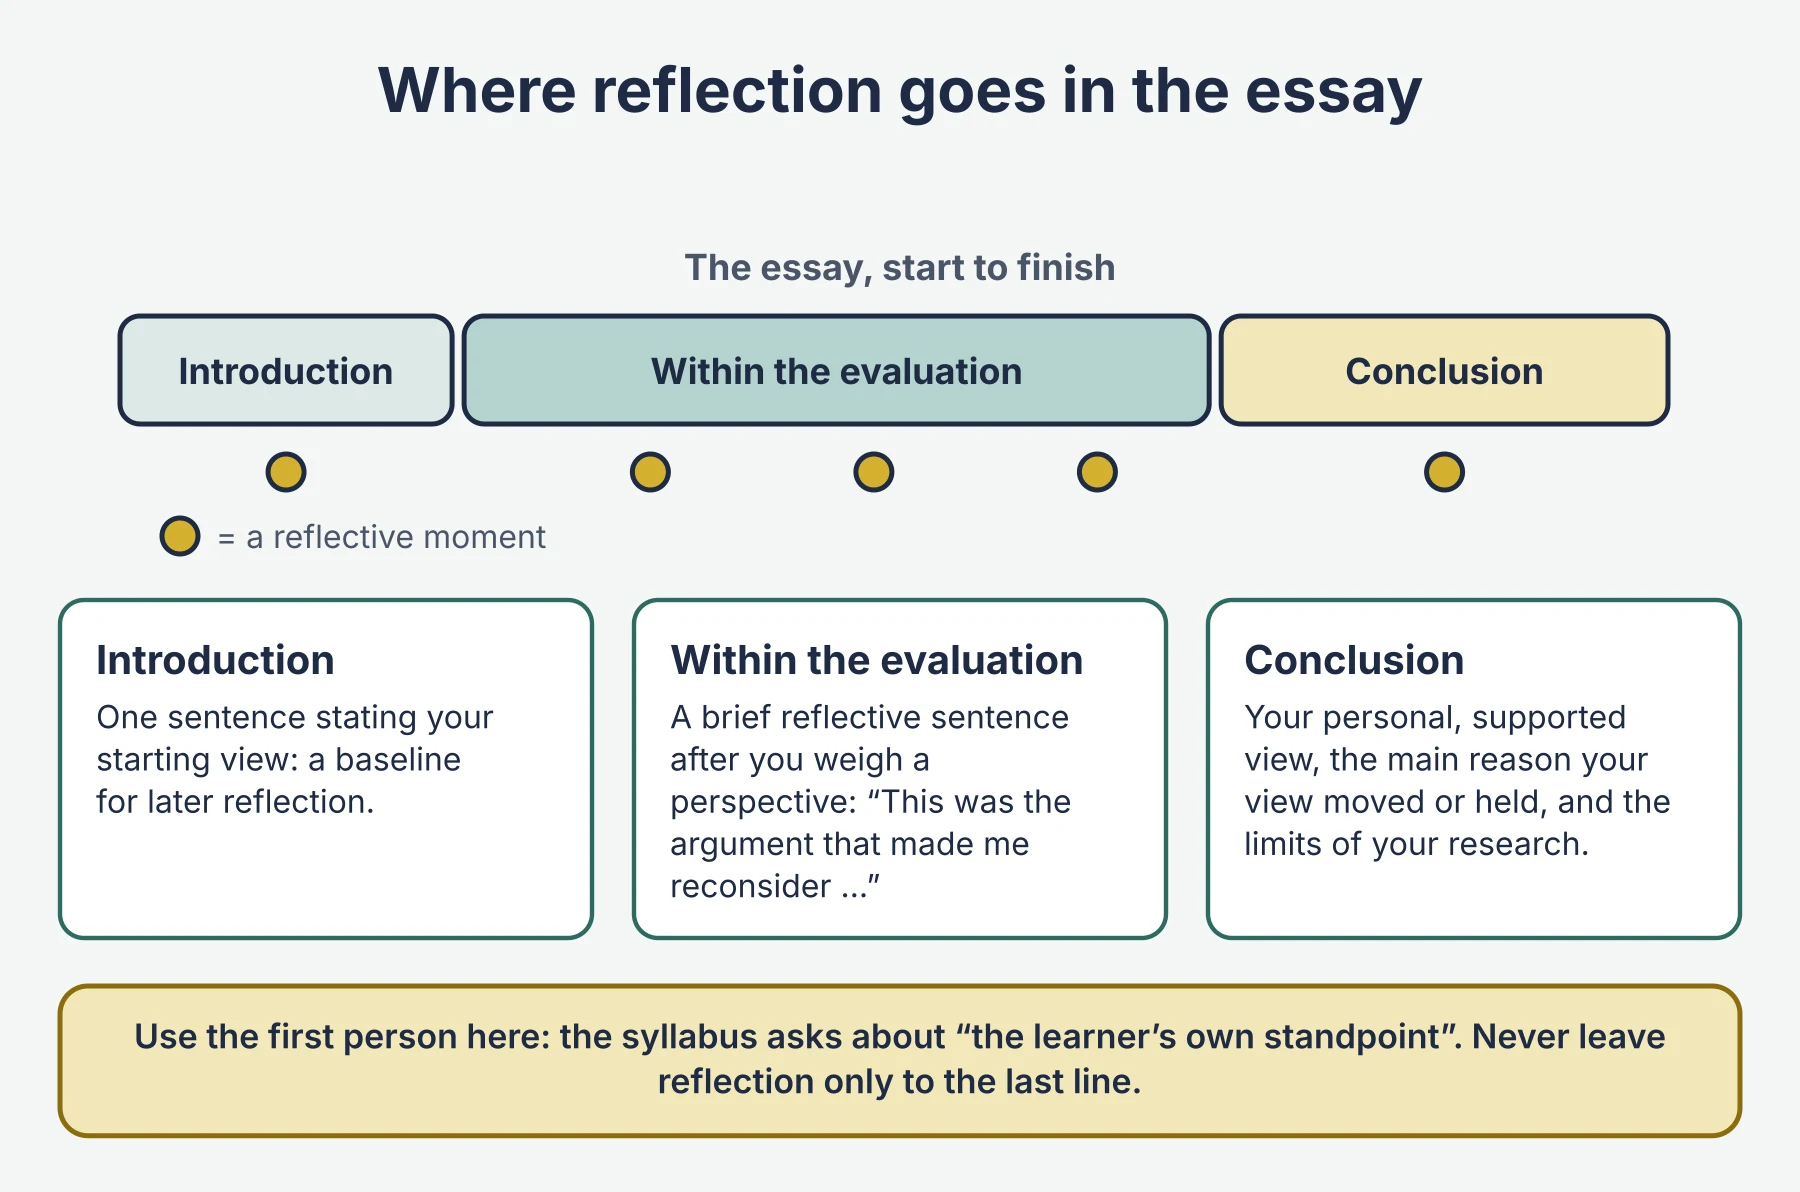 Where reflection goes in the essay
The essay, start to finish
Introduction
Within the evaluation
Conclusion
= a reflective moment
Introduction
One sentence stating your
starting view: a baseline
for later reflection.
Within the evaluation
A brief reflective sentence
after you weigh a
perspective: “This was the
argument that made me
reconsider …”
Conclusion
Your personal, supported
view, the main reason your
view moved or held, and the
limits of your research.
Use the first person here: the syllabus asks about “the learner’s own standpoint”. Never leave
reflection only to the last line.